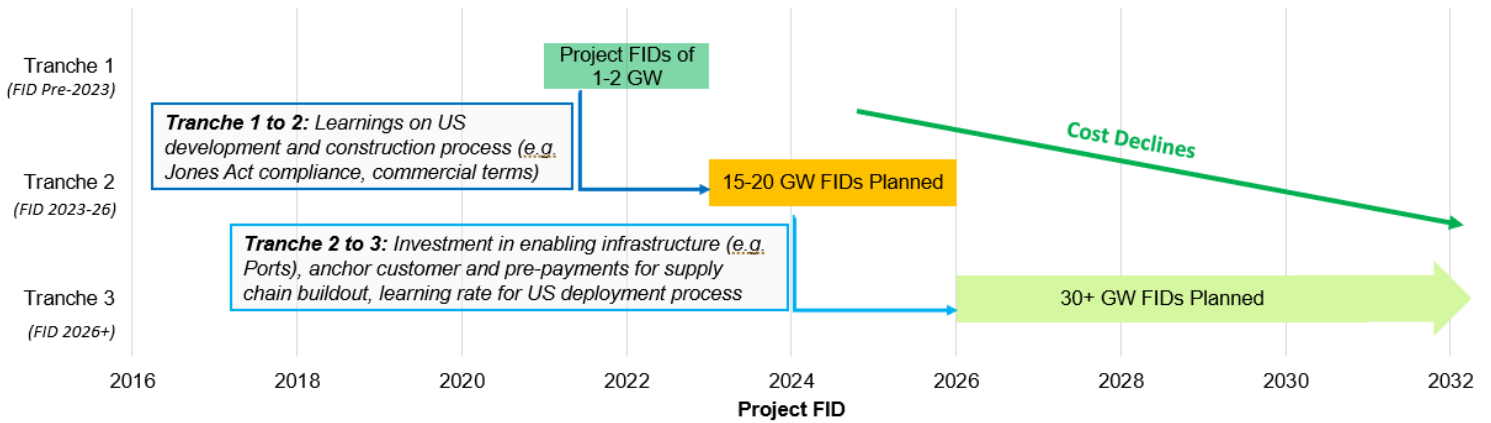 Tranche 1
(FID Pre-2023)
Project FIDs of
1-2 GW
Tranche 1 to 2: Learnings on US
development and construction process (e.g.
Jones Act compliance, commercial terms)
Cost Declines
Tranche 2
(FID 2023-26)
15-20 GW FIDs Planned
Tranche 2 to 3: Investment in enabling infrastructure (e.g.
Ports), anchor customer and pre-payments for supply
chain buildout, learning rate for US deployment process
Tranche 3
(FID 2026+)
30+ GW FIDs Planned
2016 2018 2020 2022 2024 2026 2028 2030 2032
Project FID